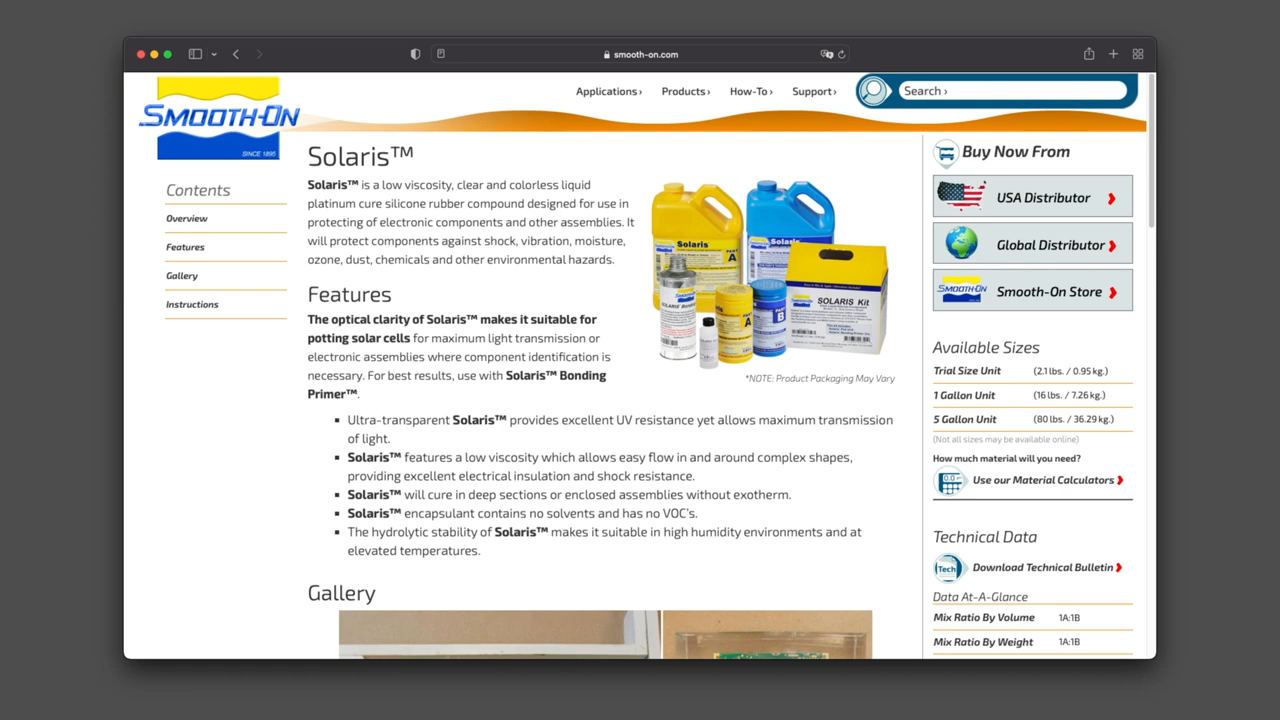 smooth-on.com
SMOOTH-ON
SINCE 1895
Applications ›
Products ›
How-To ›
Support ›
Search ›
Contents
Overview
Features
Gallery
Instructions
Solaris™
Solaris™ is a low viscosity, clear and colorless liquid
platinum cure silicone rubber compound designed for use in
protecting of electronic components and other assemblies. It
will protect components against shock, vibration, moisture,
ozone, dust, chemicals and other environmental hazards.
Solaris
PART
A
Solaris
SOLARIS
A
B
SOLARIS Kit
*NOTE: Product Packaging May Vary
Features
The optical clarity of Solaris™ makes it suitable for
potting solar cells for maximum light transmission or
electronic assemblies where component identification is
necessary. For best results, use with Solaris™ Bonding
Primer™.
Ultra-transparent Solaris™ provides excellent UV resistance yet allows maximum transmission
of light.
Solaris™ features a low viscosity which allows easy flow in and around complex shapes,
providing excellent electrical insulation and shock resistance.
Solaris™ will cure in deep sections or enclosed assemblies without exotherm.
Solaris™ encapsulant contains no solvents and has no VOC's.
The hydrolytic stability of Solaris™ makes it suitable in high humidity environments and at
elevated temperatures.
Gallery
Buy Now From
USA Distributor
Global Distributor
Smooth-On Store
Available Sizes
Trial Size Unit (2.1 lbs. / 0.95 kg.)
1 Gallon Unit (16 lbs. / 7.26 kg.)
5 Gallon Unit (80 lbs. / 36.29 kg.)
(Not all sizes may be available online)
How much material will you need?
Use our Material Calculators
Technical Data
Tech
Download Technical Bulletin
Data At-A-Glance
Mix Ratio By Volume 1A:1B
Mix Ratio By Weight 1A:1B